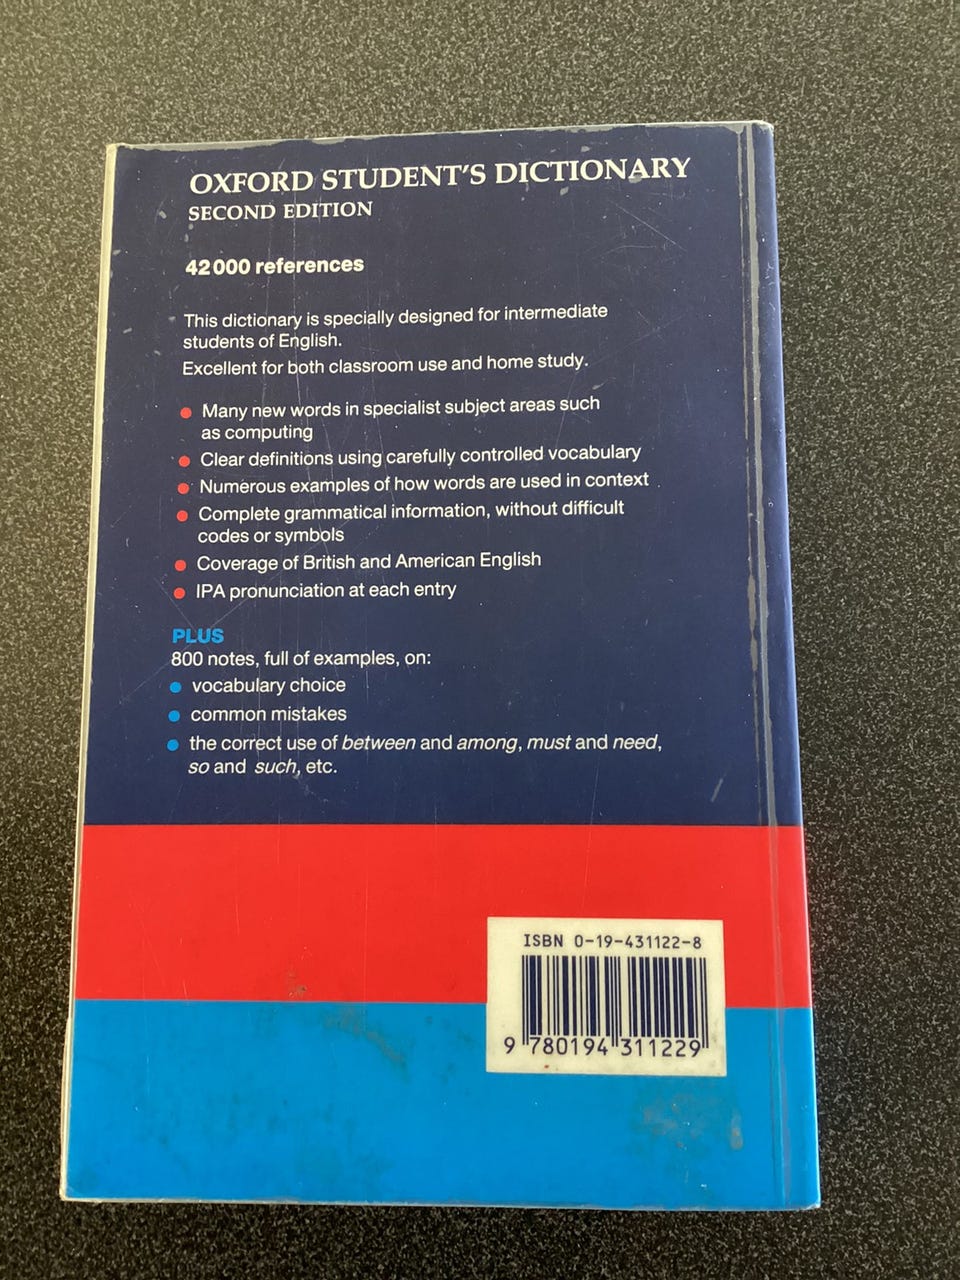 OXFORD STUDENT'S DICTIONARY
SECOND EDITION
42 000 references
This dictionary is specially designed for intermediate
students of English.
Excellent for both classroom use and home study.
● Many new words in specialist subject areas such
as computing
● Clear definitions using carefully controlled vocabulary
● Numerous examples of how words are used in context
● Complete grammatical information, without difficult
codes or symbols
● Coverage of British and American English
● IPA pronunciation at each entry
PLUS
800 notes, full of examples, on:
● vocabulary choice
● common mistakes
● the correct use of between and among, must and need,
so and such, etc.
ISBN 0-19-431122-8
9 780194 311229